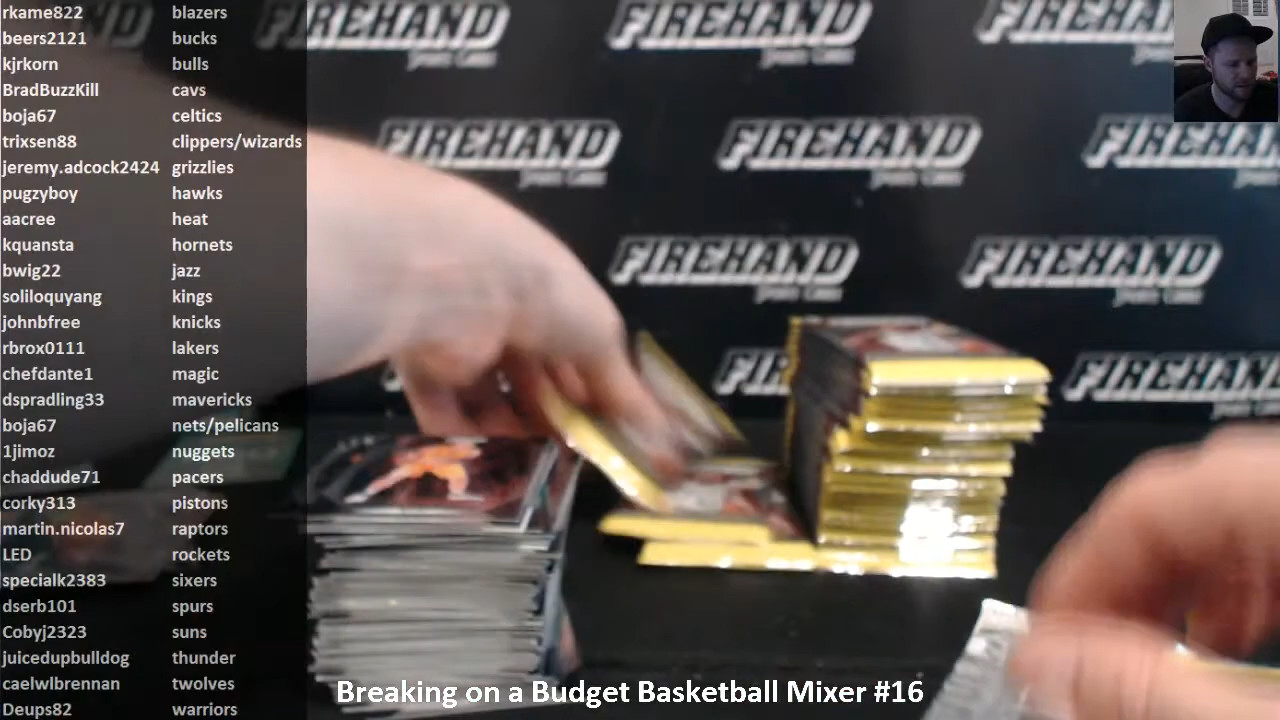 rkame822 blazers
beers2121 bucks
kjrkorn bulls
BradBuzzKill cavs
boja67 celtics
trixsen88 clippers/wizards
jeremy.adcock2424 grizzlies
pugzyboy hawks
aacree heat
kquansta hornets
bwig22 jazz
soliloquyang kings
johnbfree knicks
rbrox0111 lakers
chefdante1 magic
dspradling33 mavericks
boja67 nets/pelicans
1jimoz nuggets
chaddude71 pacers
corky313 pistons
martin.nicolas7 raptors
LED rockets
specialk2383 sixers
dserb101 spurs
Cobyj2323 suns
juicedupbulldog thunder
caelwlbrennan twolves
Deups82 warriors
FIREHAND
FIREHAND
FIREHAND
FIREHAND
FIREHAND
FIREHAND
FIREHAND
FIREHAND
FIREHAND
Breaking on a Budget Basketball Mixer #16